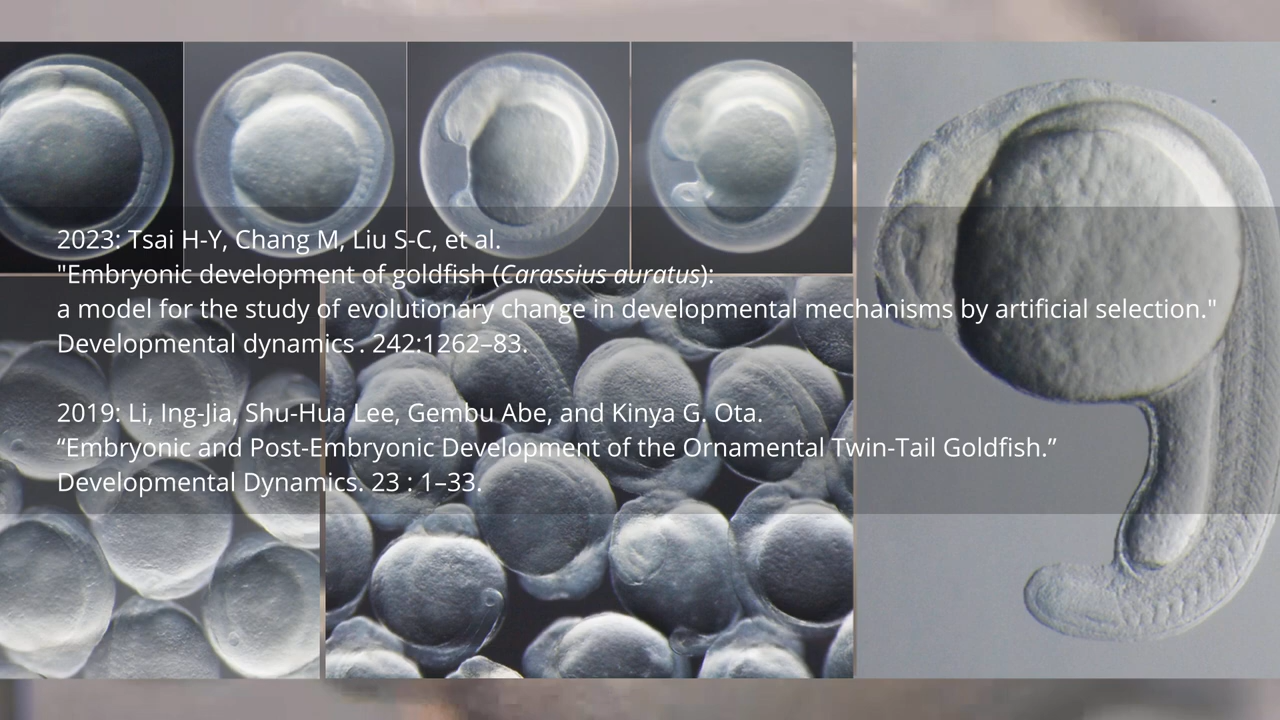 2023: Tsai H-Y, Chang M, Liu S-C, et al.
"Embryonic development of goldfish (Carassius auratus):
a model for the study of evolutionary change in developmental mechanisms by artificial selection."
Developmental dynamics . 242:1262–83.
2019: Li, Ing-Jia, Shu-Hua Lee, Gembu Abe, and Kinya G. Ota.
“Embryonic and Post-Embryonic Development of the Ornamental Twin-Tail Goldfish.”
Developmental Dynamics. 23 : 1–33.